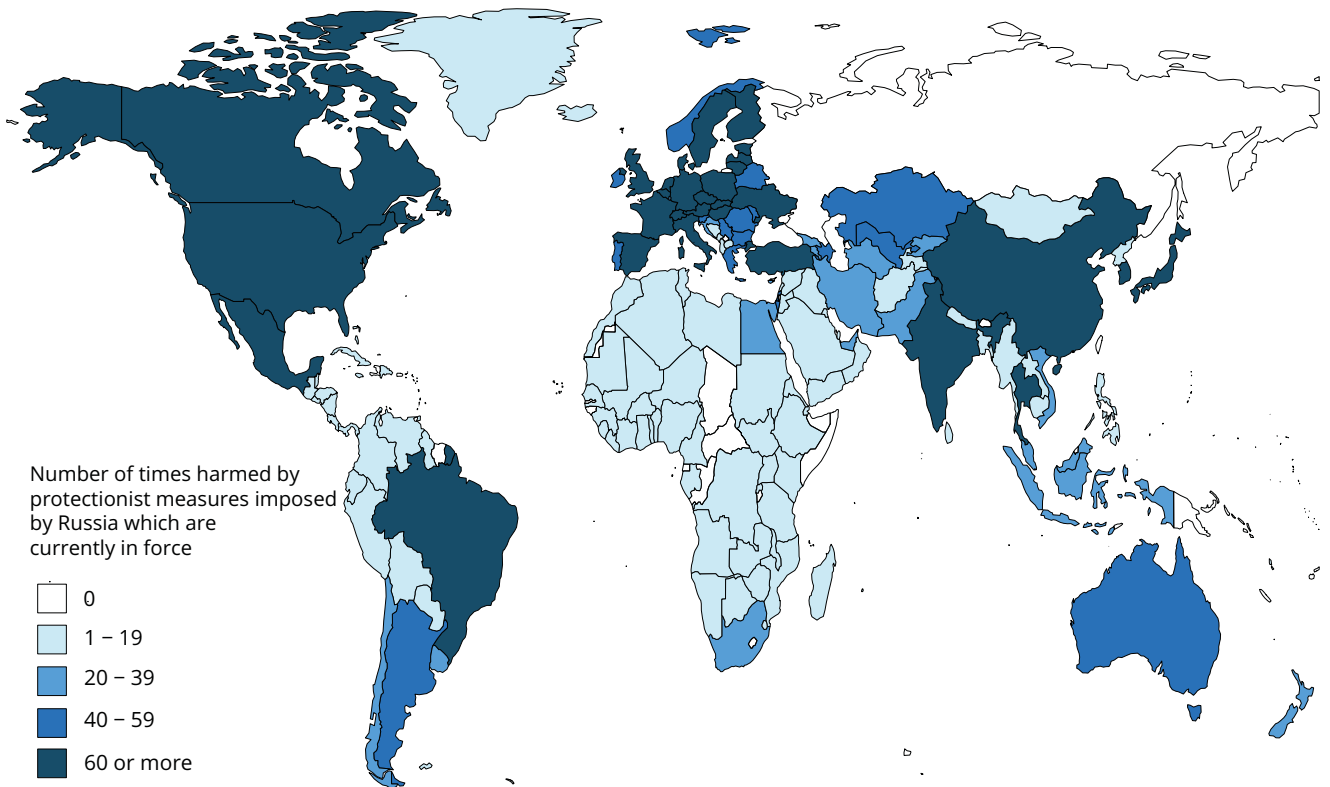 Number of times harmed by
protectionist measures imposed
by Russia which are
currently in force
0
1 – 19
20 – 39
40 – 59
60 or more